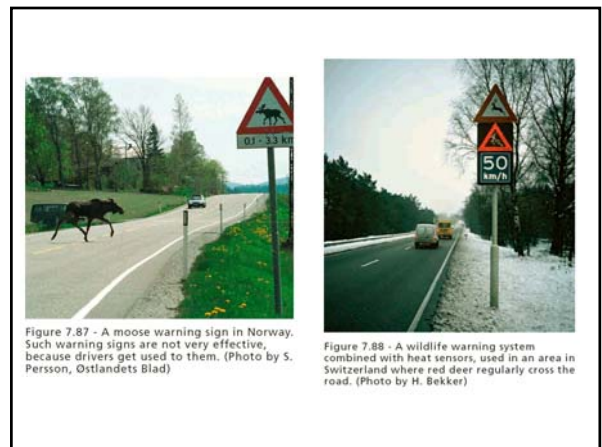 0,1 - 3,3 km
Figure 7.87 - A moose warning sign in Norway.
Such warning signs are not very effective,
because drivers get used to them. (Photo by S.
Persson, Østlandets Blad)
50
km/h
Figure 7.88 - A wildlife warning system
combined with heat sensors, used in an area in
Switzerland where red deer regularly cross the
road. (Photo by H. Bekker)